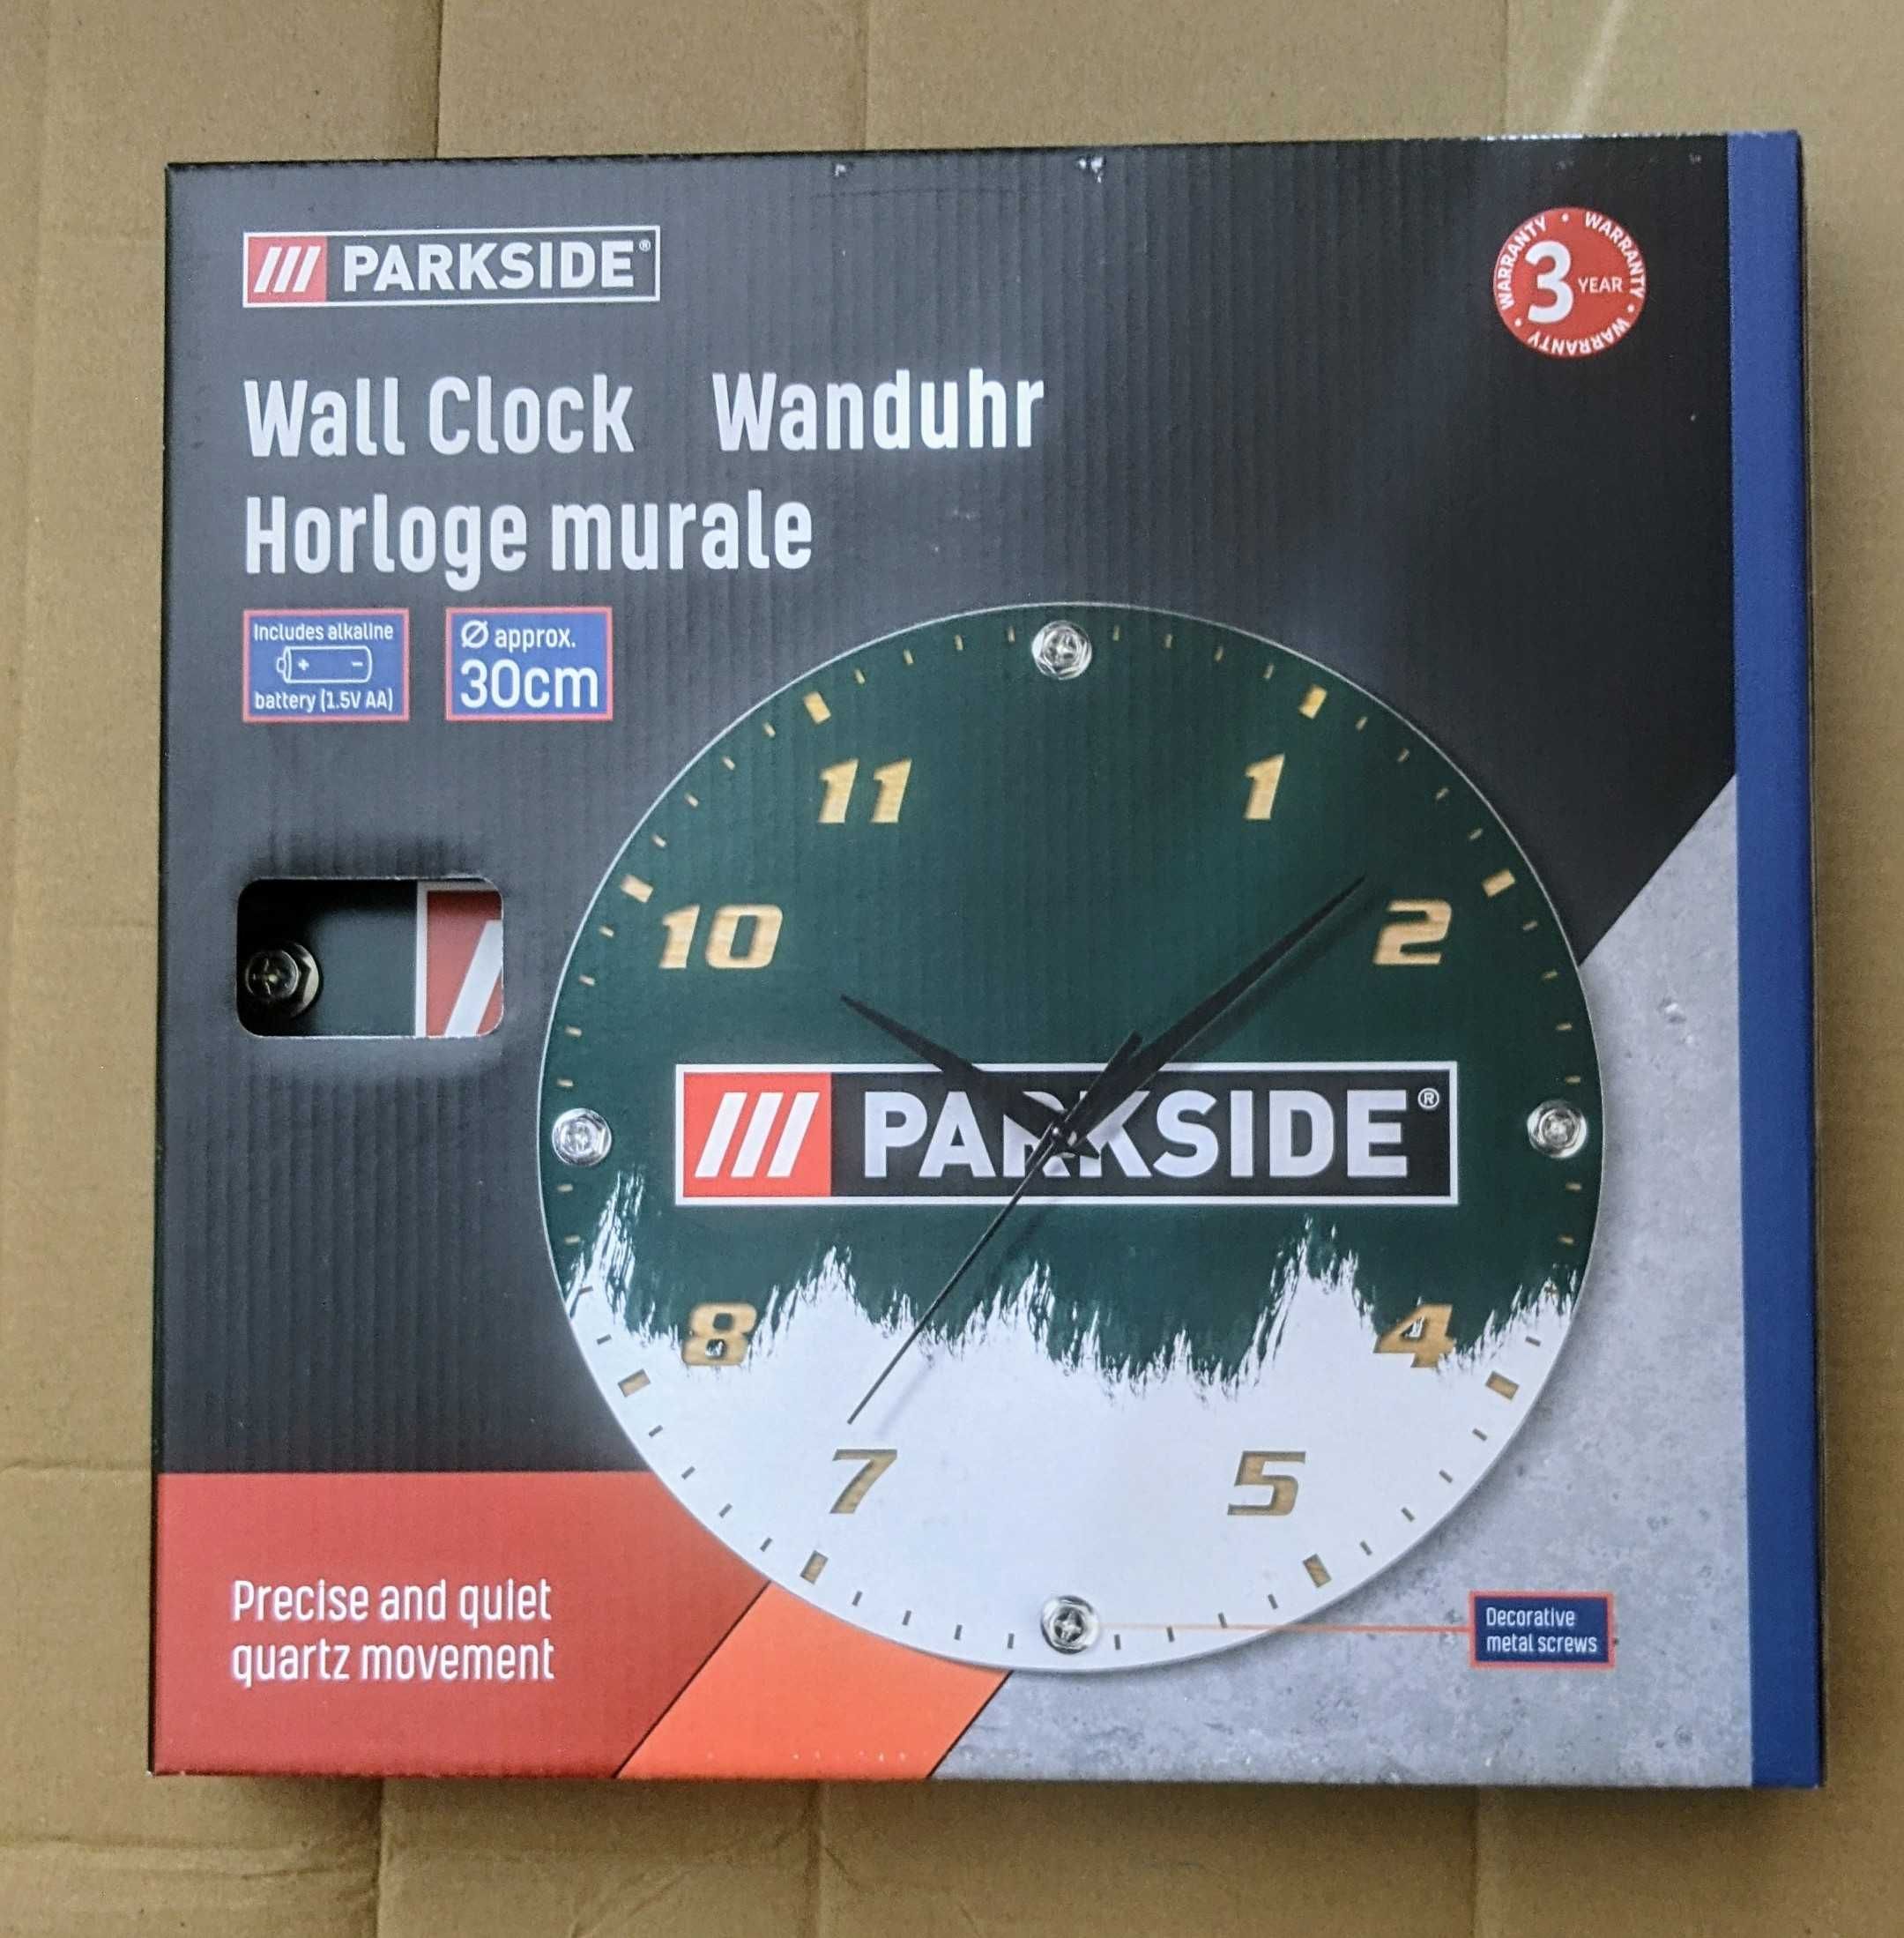 /// PARKSIDE®
WARRANTY • WARRANTY • WARRANTY •
3 YEAR
Wall Clock Wanduhr
Horloge murale
Includes alkaline
+ -
battery (1.5V AA)
Ø approx.
30cm
11 1
10 2
/// PARKSIDE®
8 4
7 5
Precise and quiet
quartz movement
Decorative
metal screws